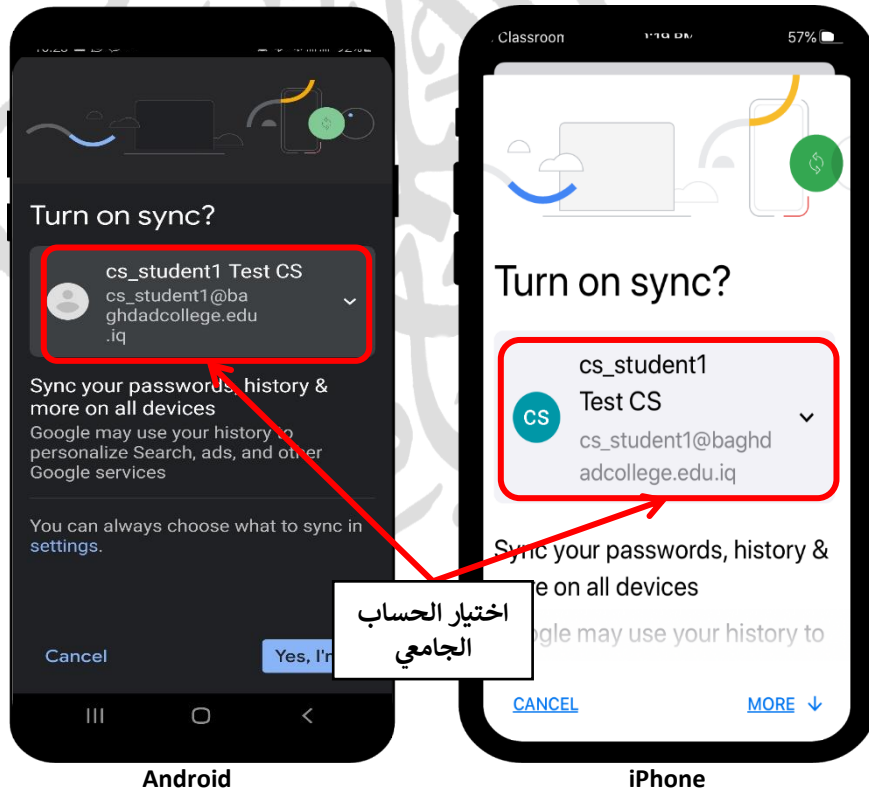 Turn on sync?
cs_student1 Test CS
cs_student1@ba
ghdadcollege.edu
.iq
Sync your passwords, history &
more on all devices
Google may use your history to
personalize Search, ads, and other
Google services
You can always choose what to sync in
settings.
Cancel
Yes, I'm
Android
اختيار الحساب
الجامعي
Classroom
57%
Turn on sync?
CS
cs_student1
Test CS
cs_student1@baghd
adcollege.edu.iq
Sync your passwords, history &
on all devices
may use your history to
CANCEL
MORE
iPhone